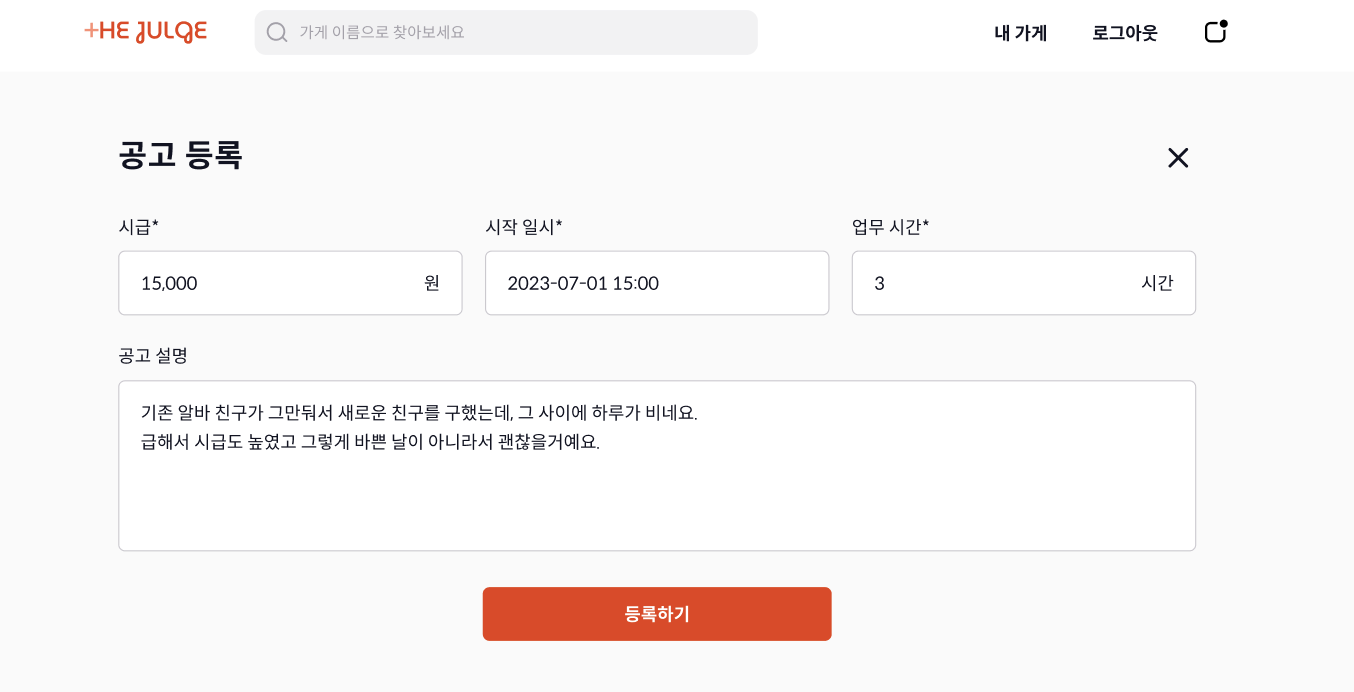 THE JULGE
가게 이름으로 찾아보세요
내 가게
로그아웃
공고 등록
시급*
시작 일시*
업무 시간*
15,000
원
2023-07-01 15:00
3
시간
공고 설명
기존 알바 친구가 그만둬서 새로운 친구를 구했는데, 그 사이에 하루가 비네요.
급해서 시급도 높였고 그렇게 바쁜 날이 아니라서 괜찮을거예요.
등록하기